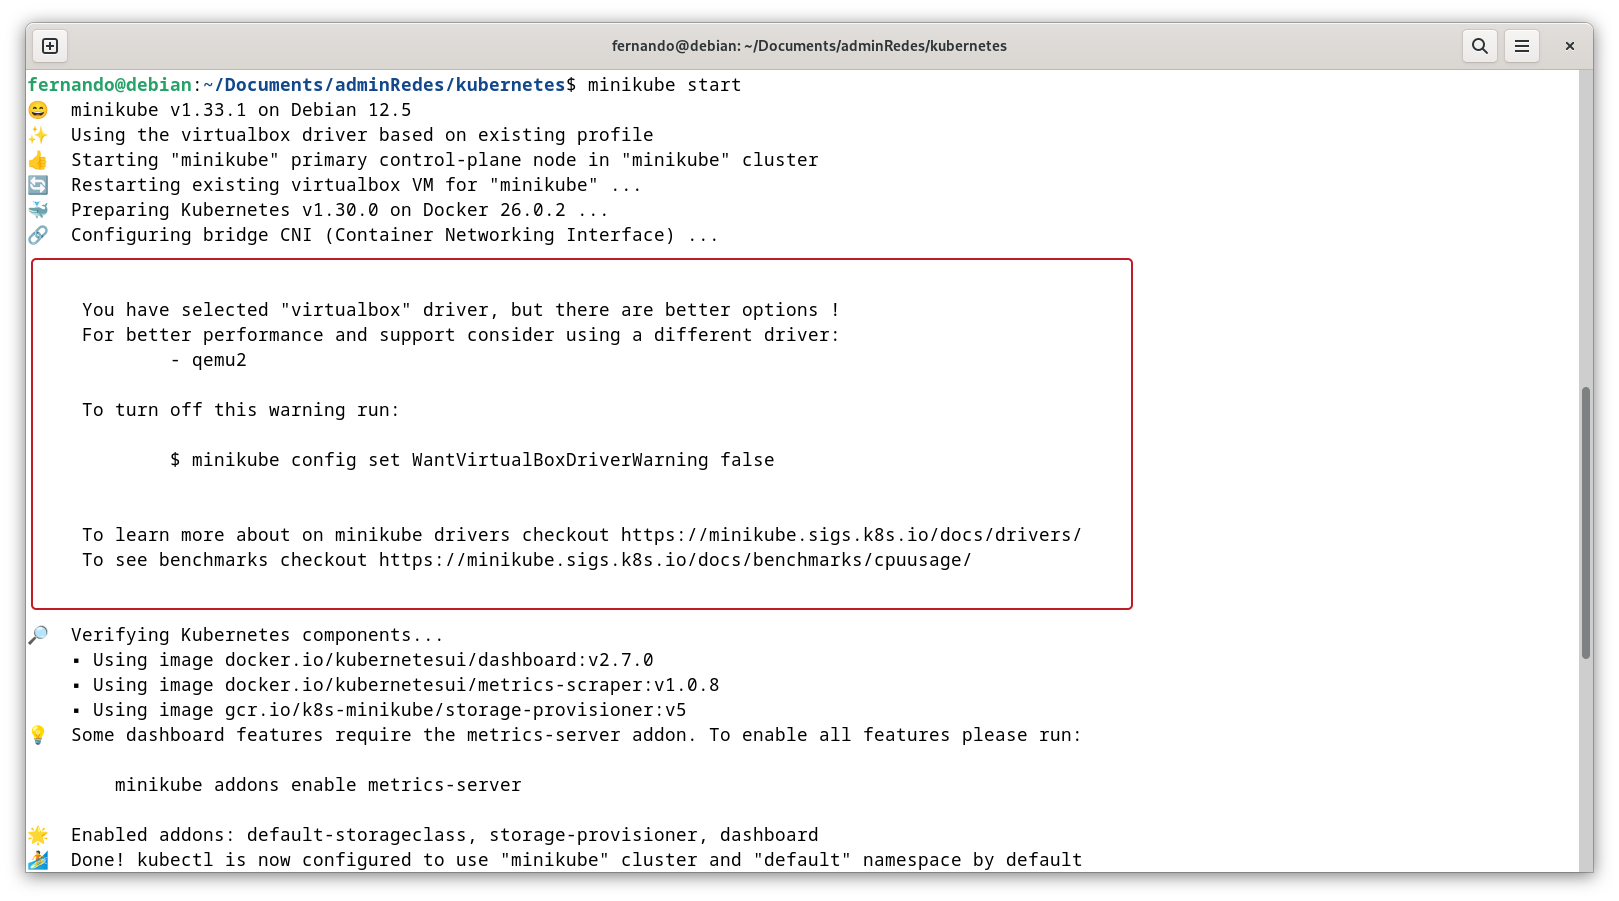 fernando@debian: ~/Documents/adminRedes/kubernetes
fernando@debian:~/Documents/adminRedes/kubernetes$ minikube start
😄  minikube v1.33.1 on Debian 12.5
✨  Using the virtualbox driver based on existing profile
👍  Starting "minikube" primary control-plane node in "minikube" cluster
🔄  Restarting existing virtualbox VM for "minikube" ...
🐳  Preparing Kubernetes v1.30.0 on Docker 26.0.2 ...
🔗  Configuring bridge CNI (Container Networking Interface) ...
You have selected "virtualbox" driver, but there are better options !
For better performance and support consider using a different driver:
- qemu2
To turn off this warning run:
$ minikube config set WantVirtualBoxDriverWarning false
To learn more about on minikube drivers checkout https://minikube.sigs.k8s.io/docs/drivers/
To see benchmarks checkout https://minikube.sigs.k8s.io/docs/benchmarks/cpuusage/
🔎  Verifying Kubernetes components...
▪ Using image docker.io/kubernetesui/dashboard:v2.7.0
▪ Using image docker.io/kubernetesui/metrics-scraper:v1.0.8
▪ Using image gcr.io/k8s-minikube/storage-provisioner:v5
💡  Some dashboard features require the metrics-server addon. To enable all features please run:
minikube addons enable metrics-server
🌟  Enabled addons: default-storageclass, storage-provisioner, dashboard
🏄  Done! kubectl is now configured to use "minikube" cluster and "default" namespace by default